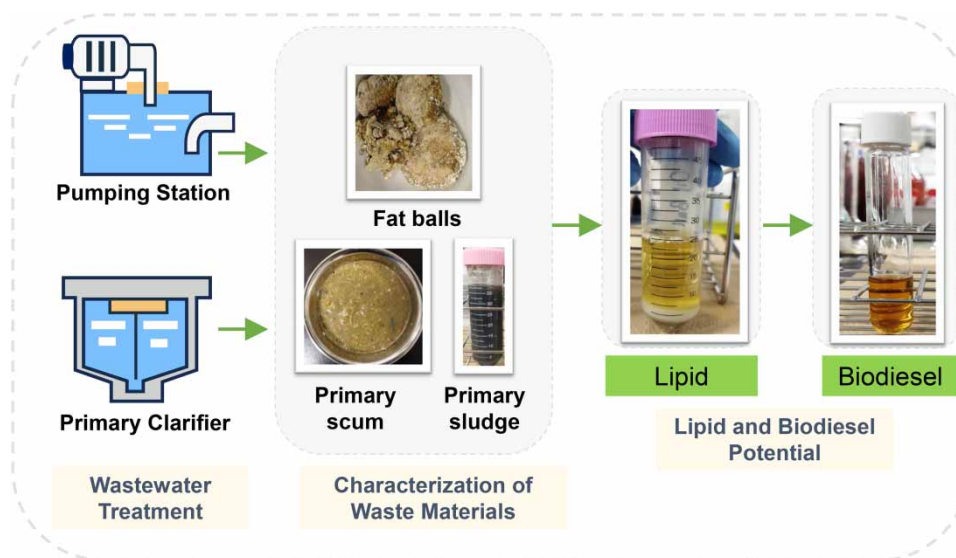 Pumping Station
Primary Clarifier
Wastewater
Treatment
Fat balls
Primary
scum
Primary
sludge
Characterization of
Waste Materials
Lipid
Biodiesel
Lipid and Biodiesel
Potential